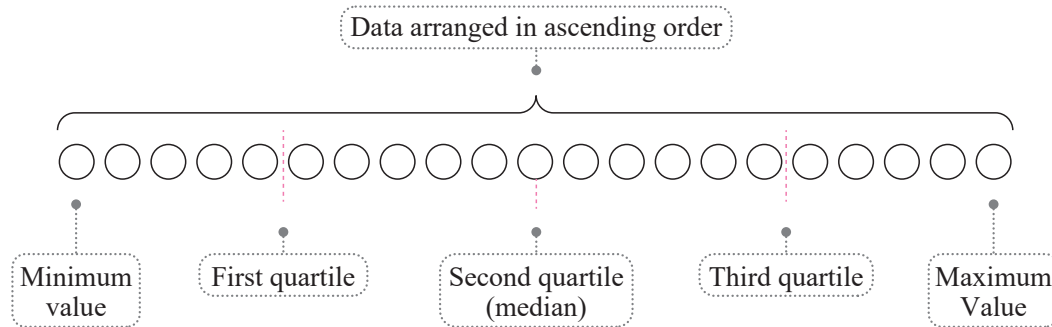 Data arranged in ascending order
Minimum
value
First quartile
Second quartile
(median)
Third quartile
Maximum
Value